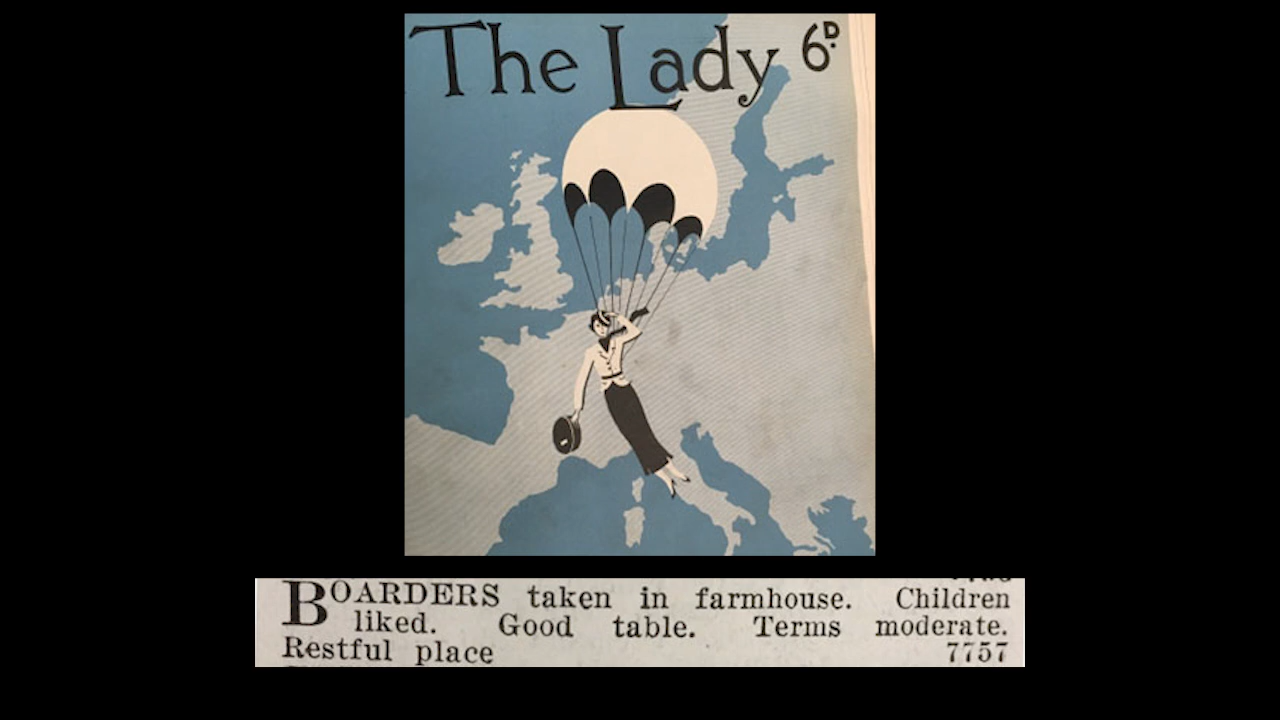 The Lady 6D.
BOARDERS taken in farmhouse. Children
liked. Good table. Terms moderate.
Restful place 7757